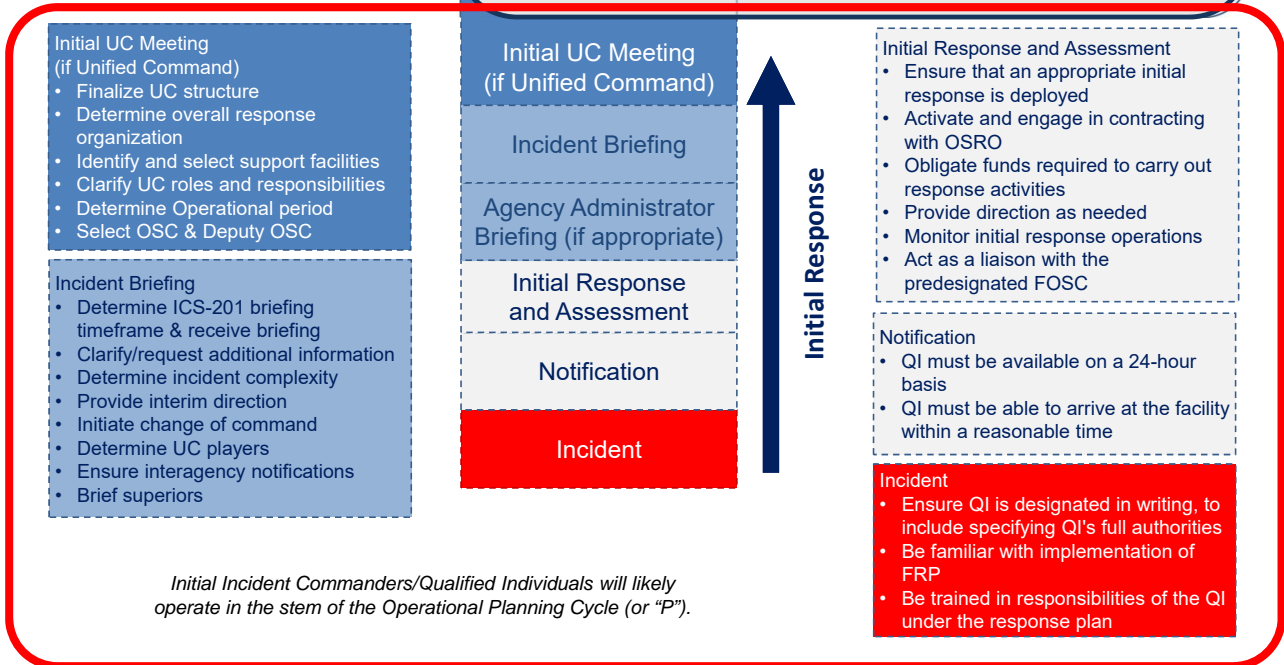 Initial UC Meeting
(if Unified Command)
• Finalize UC structure
• Determine overall response
organization
• Identify and select support facilities
• Clarify UC roles and responsibilities
• Determine Operational period
• Select OSC & Deputy OSC
Incident Briefing
• Determine ICS-201 briefing
timeframe & receive briefing
• Clarify/request additional information
• Determine incident complexity
• Provide interim direction
• Initiate change of command
• Determine UC players
• Ensure interagency notifications
• Brief superiors
Initial UC Meeting
(if Unified Command)
Incident Briefing
Agency Administrator
Briefing (if appropriate)
Initial Response
and Assessment
Notification
Incident
Initial Response
Initial Response and Assessment
• Ensure that an appropriate initial
response is deployed
• Activate and engage in contracting
with OSRO
• Obligate funds required to carry out
response activities
• Provide direction as needed
• Monitor initial response operations
• Act as a liaison with the
predesignated FOSC
Notification
• QI must be available on a 24-hour
basis
• QI must be able to arrive at the facility
within a reasonable time
Incident
• Ensure QI is designated in writing, to
include specifying QI's full authorities
• Be familiar with implementation of
FRP
• Be trained in responsibilities of the QI
under the response plan
Initial Incident Commanders/Qualified Individuals will likely
operate in the stem of the Operational Planning Cycle (or “P”).